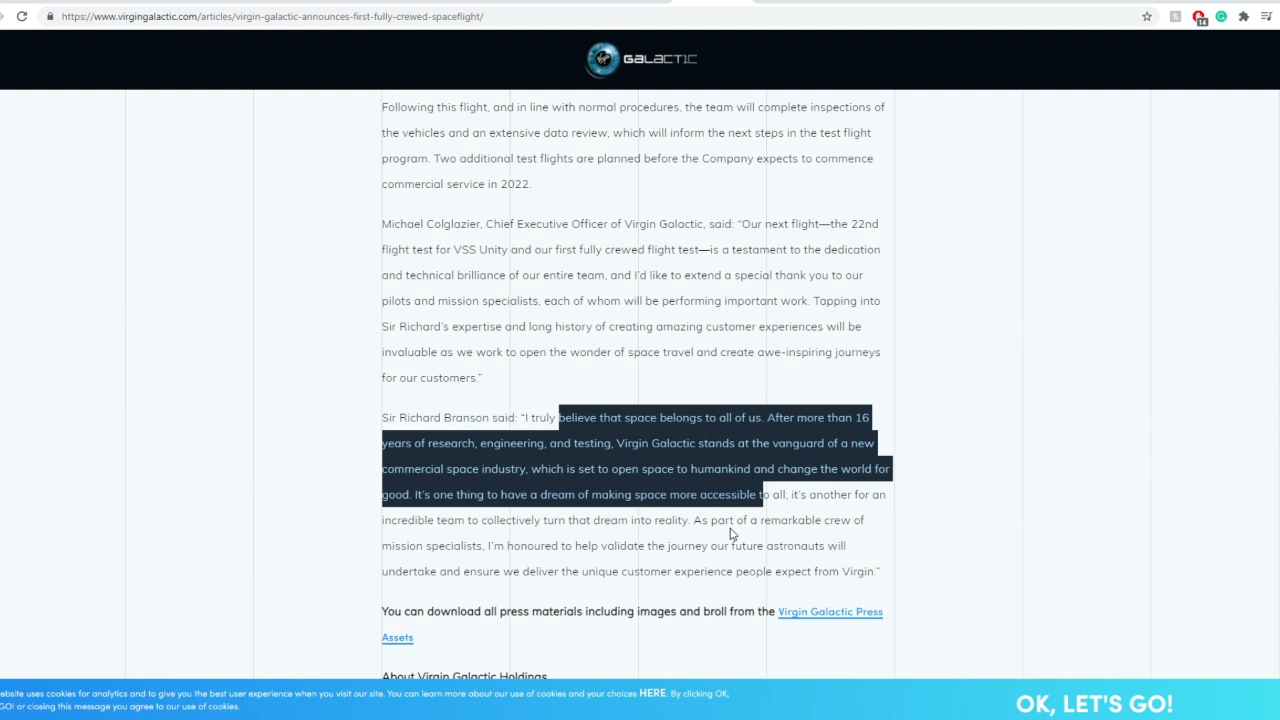 https://www.virgingalactic.com/articles/virgin-galactic-announces-first-fully-crewed-spaceflight/
14
GALACTIC
Following this flight, and in line with normal procedures, the team will complete inspections of
the vehicles and an extensive data review, which will inform the next steps in the test flight
program. Two additional test flights are planned before the Company expects to commence
commercial service in 2022.
Michael Colglazier, Chief Executive Officer of Virgin Galactic, said: “Our next flight—the 22nd
flight test for VSS Unity and our first fully crewed flight test—is a testament to the dedication
and technical brilliance of our entire team, and I’d like to extend a special thank you to our
pilots and mission specialists, each of whom will be performing important work. Tapping into
Sir Richard’s expertise and long history of creating amazing customer experiences will be
invaluable as we work to open the wonder of space travel and create awe-inspiring journeys
for our customers.”
Sir Richard Branson said: “I truly believe that space belongs to all of us. After more than 16
years of research, engineering, and testing, Virgin Galactic stands at the vanguard of a new
commercial space industry, which is set to open space to humankind and change the world for
good. It’s one thing to have a dream of making space more accessible to all; it’s another for an
incredible team to collectively turn that dream into reality. As part of a remarkable crew of
mission specialists, I’m honoured to help validate the journey our future astronauts will
undertake and ensure we deliver the unique customer experience people expect from Virgin.”
You can download all press materials including images and broll from the Virgin Galactic Press
Assets
About Virgin Galactic Holdings
ebsite uses cookies for analytics and to give you the best user experience when you visit our site. You can learn more about our use of cookies and your choices HERE. By clicking OK,
GO! or closing this message you agree to our use of cookies.
OK, LET'S GO!